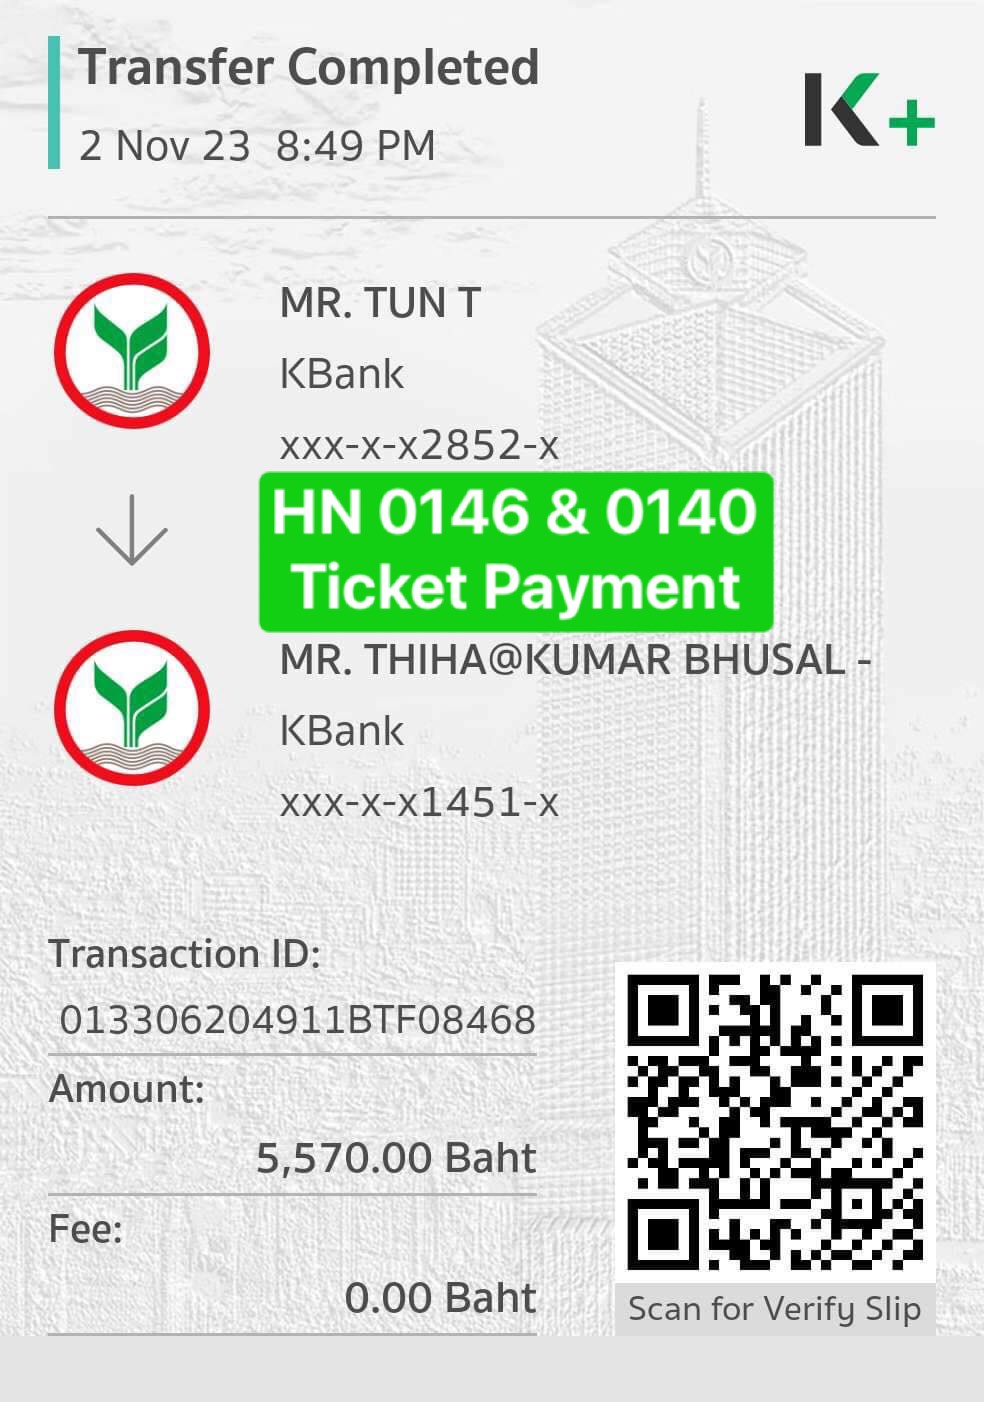 Transfer Completed
2 Nov 23 8:49 PM
K+
MR. TUN T
KBank
xxx-x-x2852-x
HN 0146 & 0140
Ticket Payment
MR. THIHA@KUMAR BHUSAL -
KBank
xxx-x-x1451-x
Transaction ID:
013306204911BTF08468
Amount:
5,570.00 Baht
Fee:
0.00 Baht
Scan for Verify Slip